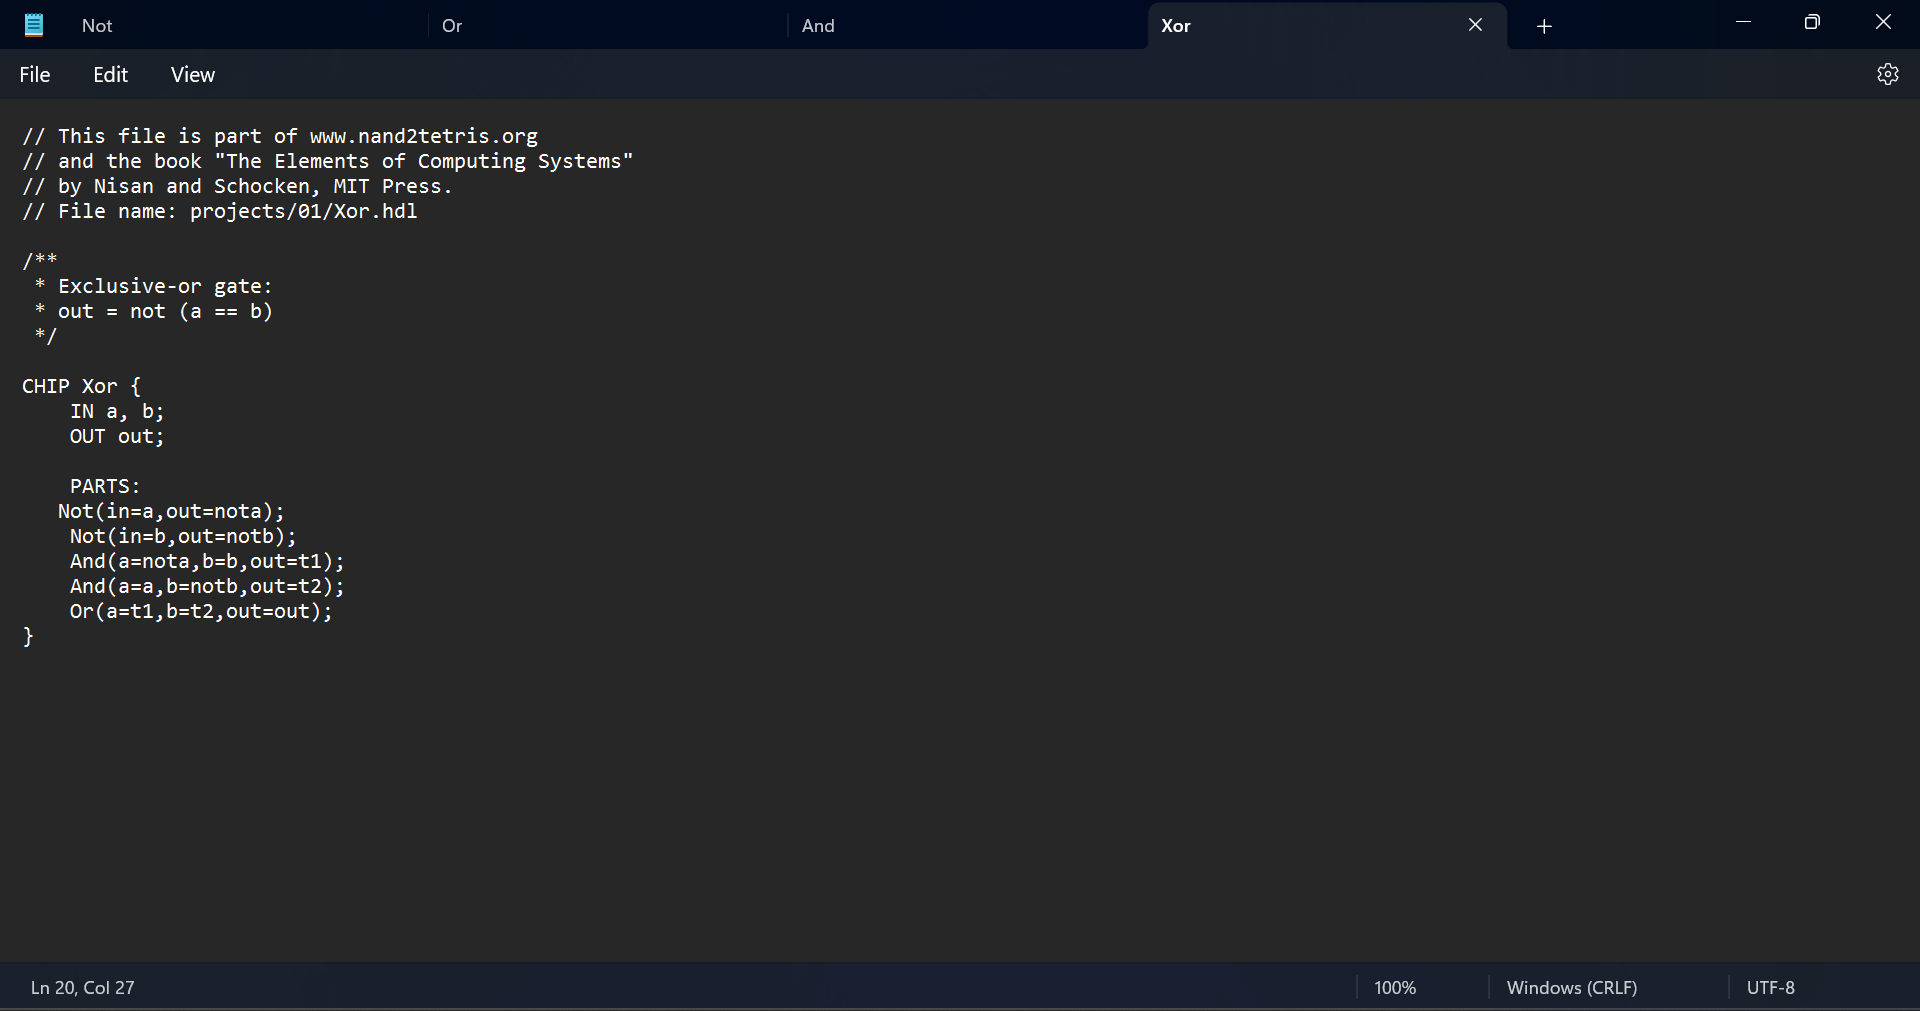 Not
Or
And
Xor
File Edit View
// This file is part of www.nand2tetris.org
// and the book "The Elements of Computing Systems"
// by Nisan and Schocken, MIT Press.
// File name: projects/01/Xor.hdl

/**
 * Exclusive-or gate:
 * out = not (a == b)
 */

CHIP Xor {
    IN a, b;
    OUT out;

    PARTS:
   Not(in=a,out=nota);
    Not(in=b,out=notb);
    And(a=nota,b=b,out=t1);
    And(a=a,b=notb,out=t2);
    Or(a=t1,b=t2,out=out);
}
Ln 20, Col 27
100%
Windows (CRLF)
UTF-8